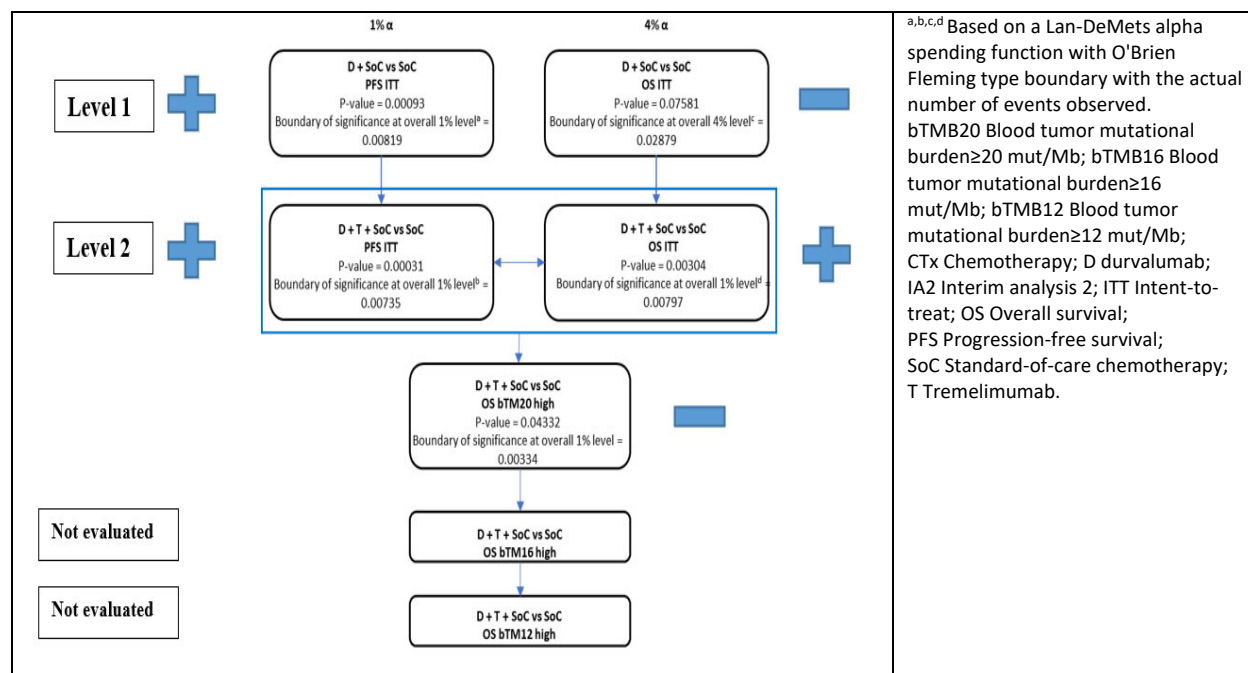 1% α
4% α
Level 1
D + SoC vs SoC
PFS ITT
P-value = 0.00093
Boundary of significance at overall 1% levelᵃ =
0.00819
D + SoC vs SoC
OS ITT
P-value = 0.07581
Boundary of significance at overall 4% levelᶜ =
0.02879
Level 2
D + T + SoC vs SoC
PFS ITT
P-value = 0.00031
Boundary of significance at overall 1% levelᵇ =
0.00735
D + T + SoC vs SoC
OS ITT
P-value = 0.00304
Boundary of significance at overall 1% levelᵈ =
0.00797
D + T + SoC vs SoC
OS bTM20 high
P-value = 0.04332
Boundary of significance at overall 1% level =
0.00334
Not evaluated
D + T + SoC vs SoC
OS bTM16 high
Not evaluated
D + T + SoC vs SoC
OS bTM12 high
a,b,c,d Based on a Lan-DeMets alpha
spending function with O'Brien
Fleming type boundary with the actual
number of events observed.
bTMB20 Blood tumor mutational
burden≥20 mut/Mb; bTMB16 Blood
tumor mutational burden≥16
mut/Mb; bTMB12 Blood tumor
mutational burden≥12 mut/Mb;
CTx Chemotherapy; D durvalumab;
IA2 Interim analysis 2; ITT Intent-to-
treat; OS Overall survival;
PFS Progression-free survival;
SoC Standard-of-care chemotherapy;
T Tremelimumab.